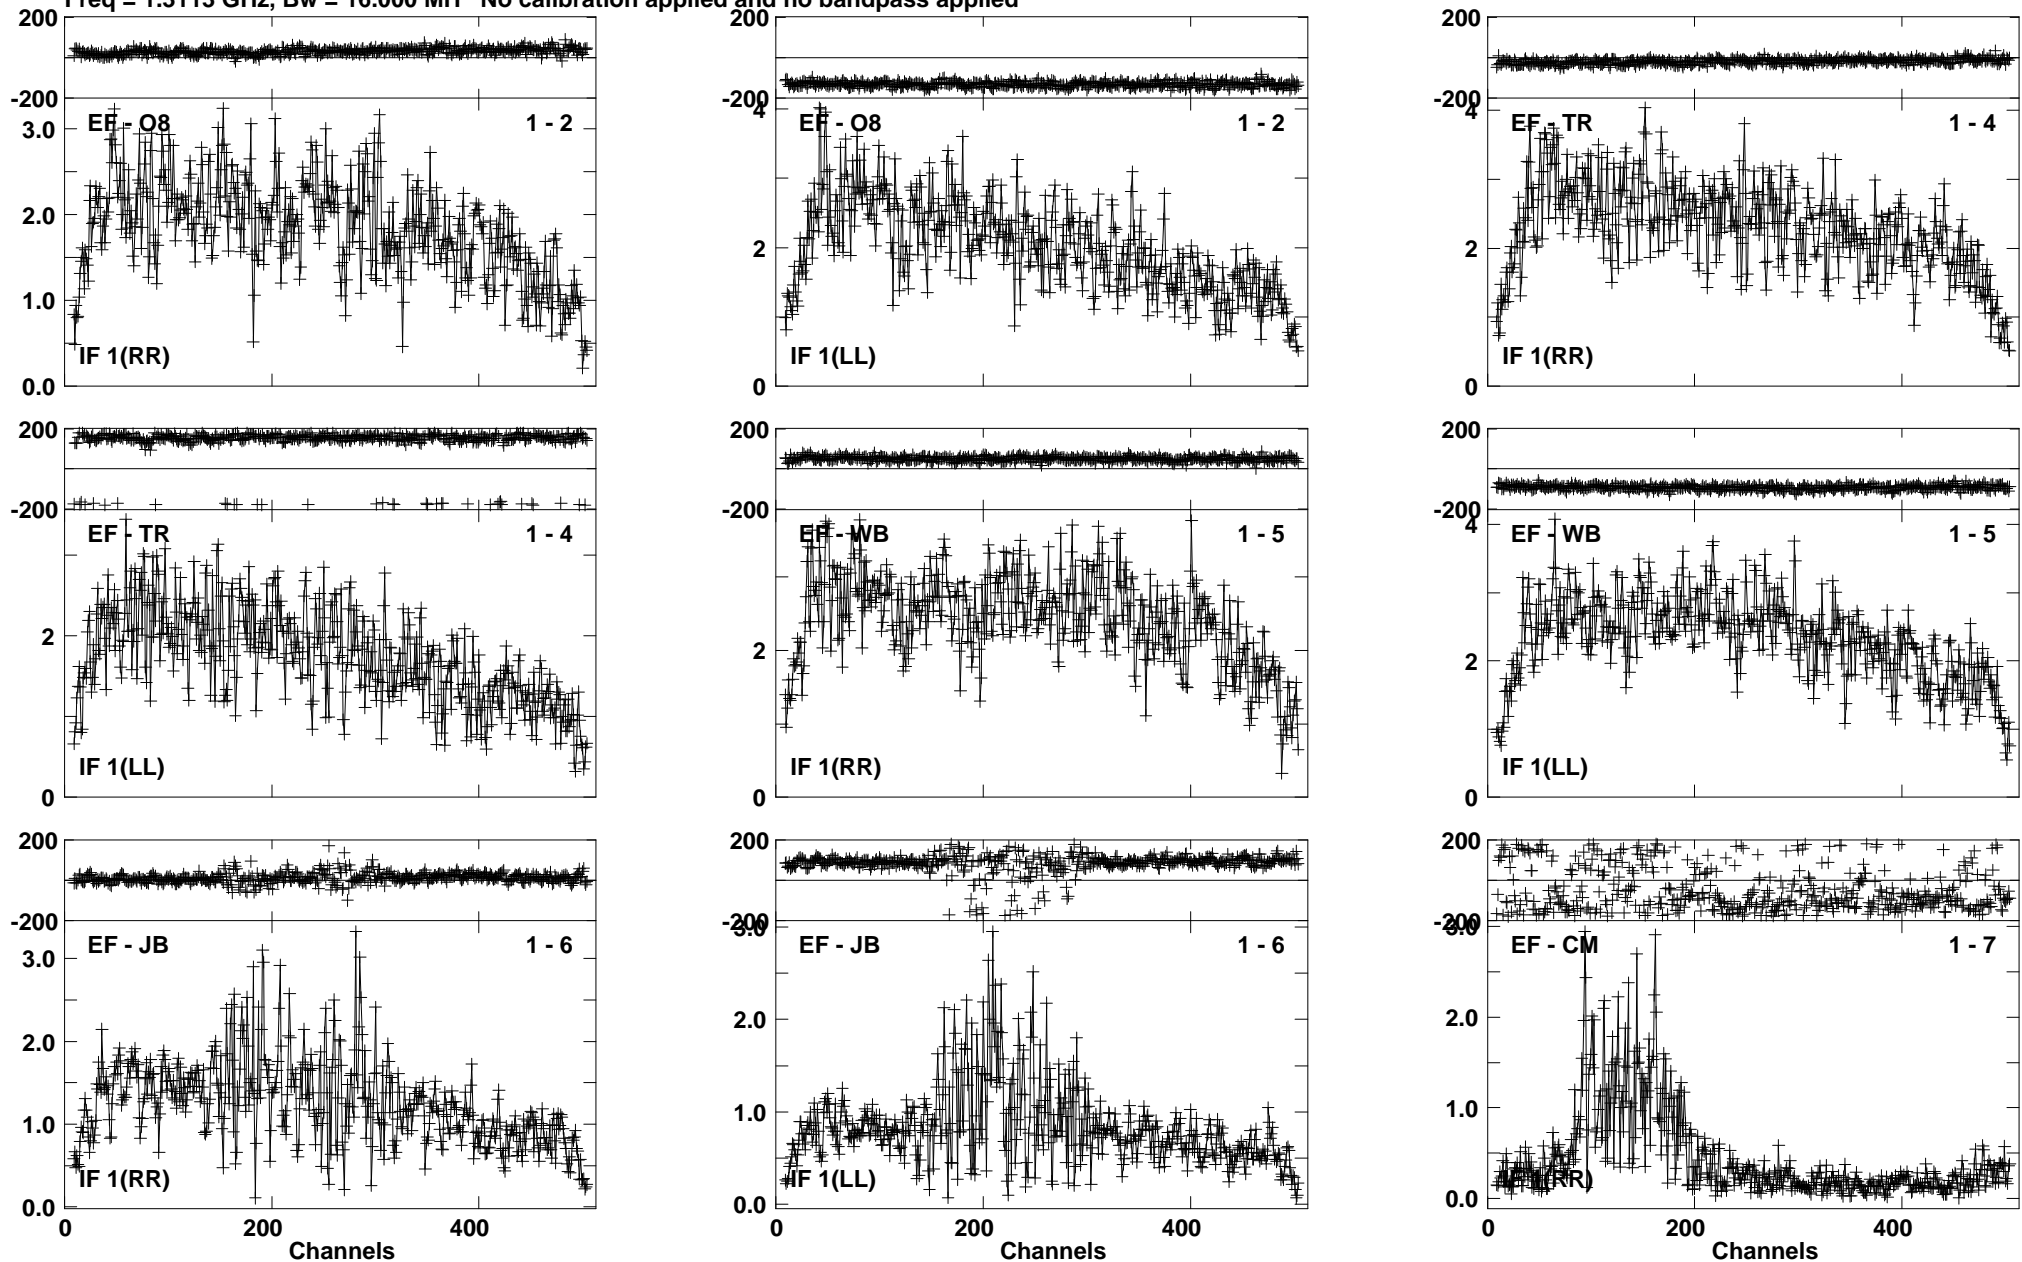 No calibration applied and no bandpass applied
200 200 200
-200 -200 -200
EF - O8 1 - 2 EF - O8 1 - 2 EF - TR 1 - 4
3.0 4 4
2.0 2 2
1.0
IF 1(RR) IF 1(LL) IF 1(RR)
0.0 0 0
200 200 200
-200 -200 -200
EF - TR 1 - 4 EF - WB 1 - 5 EF - WB 1 - 5
4
2 2 2
IF 1(LL) IF 1(RR) IF 1(LL)
0 0 0
200 200 200
-200 -200 -200
EF - JB 1 - 6 EF - JB 1 - 6 EF - CM 1 - 7
3.0 3.0 3.0
2.0 2.0 2.0
1.0 1.0 1.0
IF 1(RR) IF 1(LL) IF 1(RR)
0.0 0.0 0.0
0 200 400 0 200 400 0 200 400
Channels Channels Channels